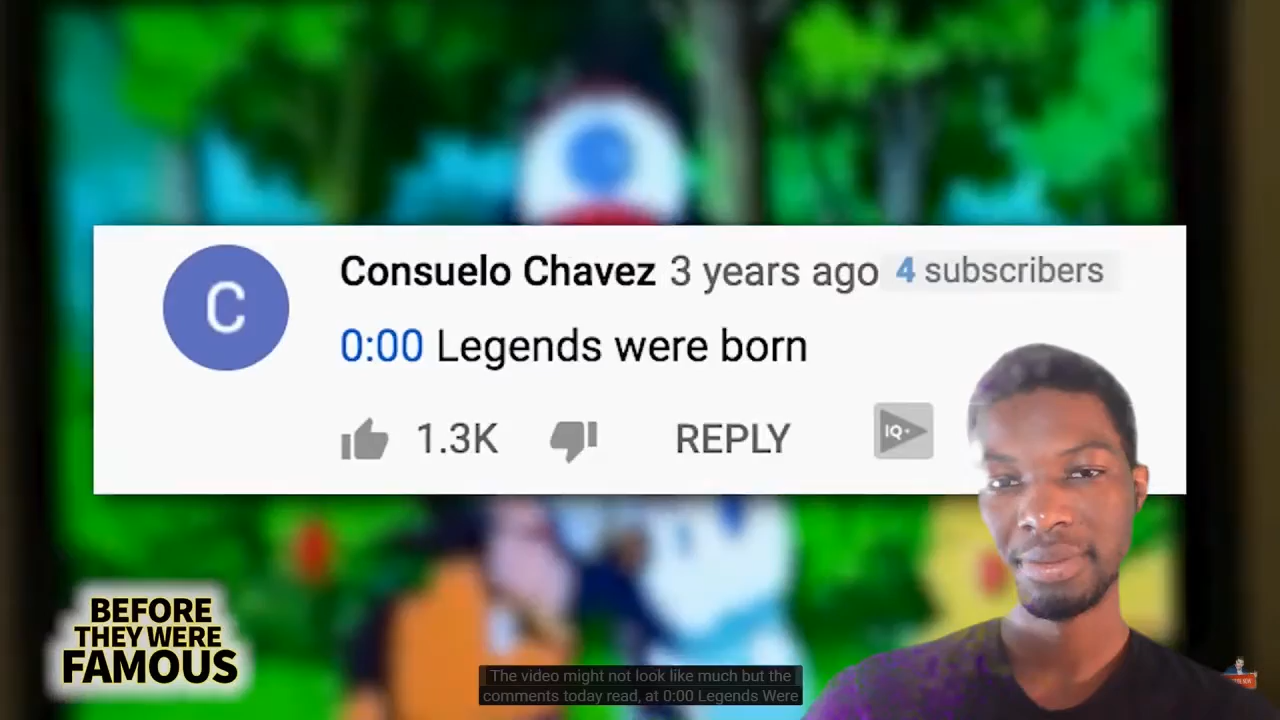 C
Consuelo Chavez 3 years ago 4 subscribers
0:00 Legends were born
1.3K REPLY IQ
BEFORE
THEY WERE
FAMOUS
The video might not look like much but the
comments today read, at 0:00 Legends Were